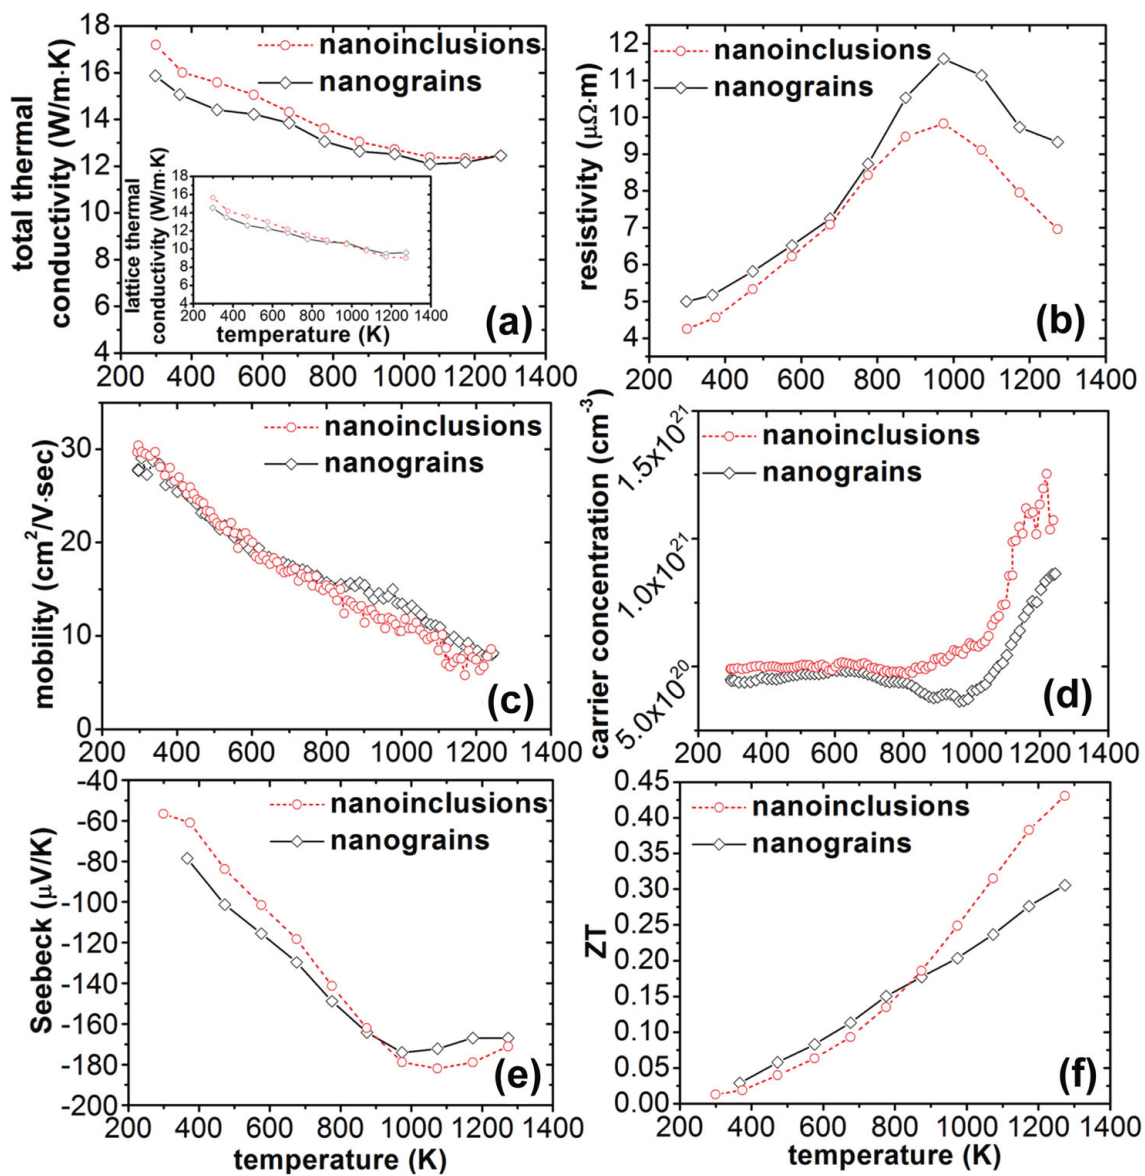 18
16
14
12
10
8
6
4
total thermal
conductivity (W/m·K)
nanoinclusions
nanograins
18
16
14
12
10
8
6
4
lattice thermal
conductivity (W/m·K)
200 400 600 800 1000 1200 1400
temperature (K)
(a)
200 400 600 800 1000 1200 1400
12
11
10
9
8
7
6
5
4
resistivity (μΩ·m)
nanoinclusions
nanograins
(b)
200 400 600 800 1000 1200 1400
30
20
10
0
mobility (cm²/V·sec)
nanoinclusions
nanograins
(c)
200 400 600 800 1000 1200 1400
1.5x10²¹
1.0x10²¹
5.0x10²⁰
carrier concentration (cm⁻³)
nanoinclusions
nanograins
(d)
200 400 600 800 1000 1200 1400
-40
-60
-80
-100
-120
-140
-160
-180
-200
Seebeck (μV/K)
nanoinclusions
nanograins
(e)
200 400 600 800 1000 1200 1400
temperature (K)
0.45
0.40
0.35
0.30
0.25
0.20
0.15
0.10
0.05
0.00
ZT
nanoinclusions
nanograins
(f)
200 400 600 800 1000 1200 1400
temperature (K)